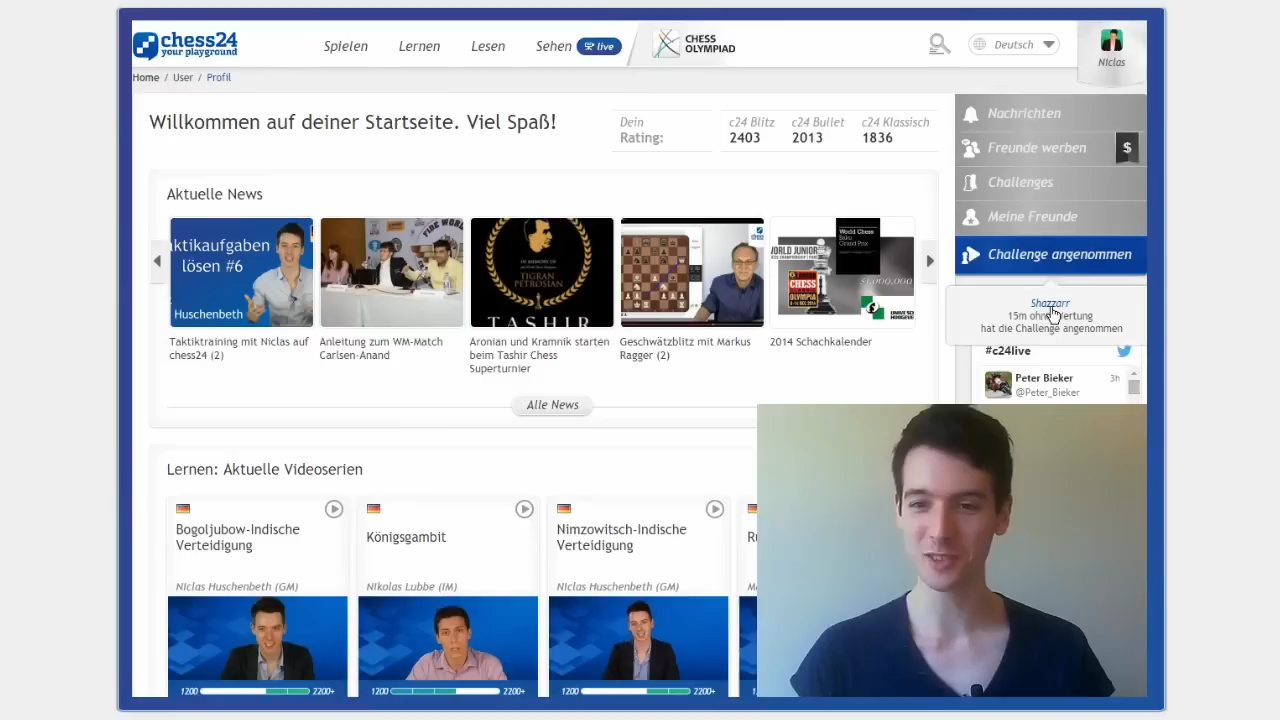 chess24
your playground
Spielen
Lernen
Lesen
Sehen
live
CHESS
OLYMPIAD
Deutsch
Niclas
Home / User / Profil
Willkommen auf deiner Startseite. Viel Spaß!
Dein
Rating:
c24 Blitz
2403
c24 Bullet
2013
c24 Klassisch
1836
Nachrichten
Freunde werben
$
Challenges
Meine Freunde
Challenge angenommen
Shazzarr
15m
hat die Challenge angenommen
#c24live
Peter Bieker
3h
@Peter_Bieker
Aktuelle News
ktikaufgaben
lösen #6
Huschenbeth
TIGRAN
PETROSIAN
TASHIR
WORLD JUNIOR
World Chess
Baku
Grand Prix
Taktiktraining mit Niclas auf
chess24 (2)
Anleitung zum WM-Match
Carlsen-Anand
Aronian und Kramnik starten
beim Tashir Chess
Superturnier
Geschwätzblitz mit Markus
Ragger (2)
2014 Schachkalender
Alle News
Lernen: Aktuelle Videoserien
Bogoljubow-Indische
Verteidigung
Niclas Huschenbeth (GM)
1200
2200+
Königsgambit
Nikolas Lubbe (IM)
1200
2200+
Nimzowitsch-Indische
Verteidigung
Niclas Huschenbeth (GM)
1200
2200+